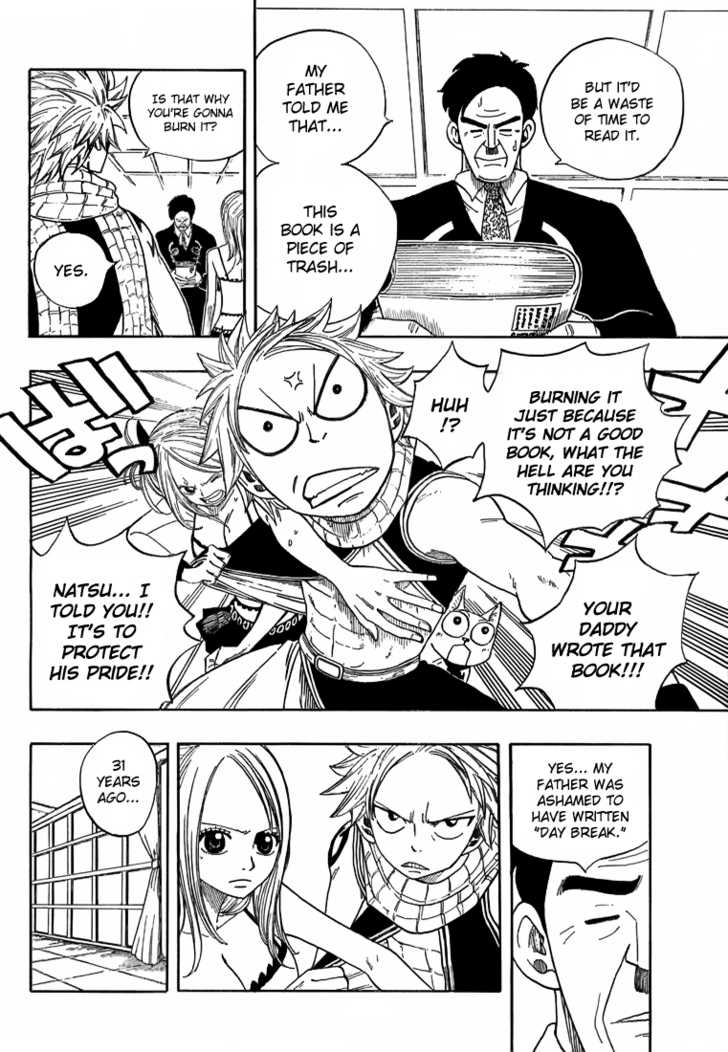 BUT IT'D
BE A WASTE
OF TIME TO
READ IT.
MY
FATHER
TOLD ME
THAT...
THIS
BOOK IS A
PIECE OF
TRASH...
IS THAT WHY
YOU'RE GONNA
BURN IT?
YES.
BURNING IT
JUST BECAUSE
IT'S NOT A GOOD
BOOK, WHAT THE
HELL ARE YOU
THINKING!!?
HUH
!?
YOUR
DADDY
WROTE THAT
BOOK!!!
ばっ
NATSU... I
TOLD YOU!!
IT'S TO
PROTECT
HIS PRIDE!!
YES... MY
FATHER WAS
ASHAMED TO
HAVE WRITTEN
"DAY BREAK."
31
YEARS
AGO...